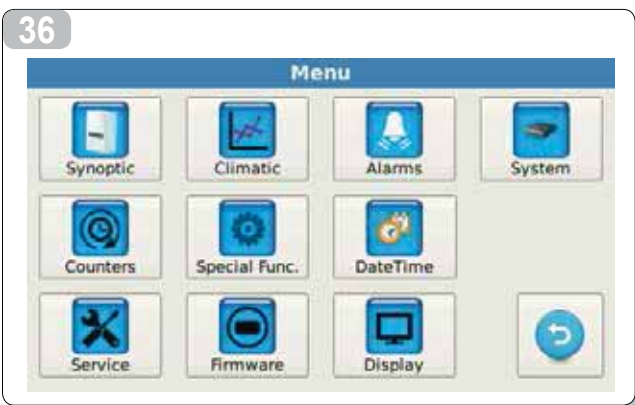 36
Menu
Synoptic
Climatic
Alarms
System
Counters
Special Func.
DateTime
Service
Firmware
Display